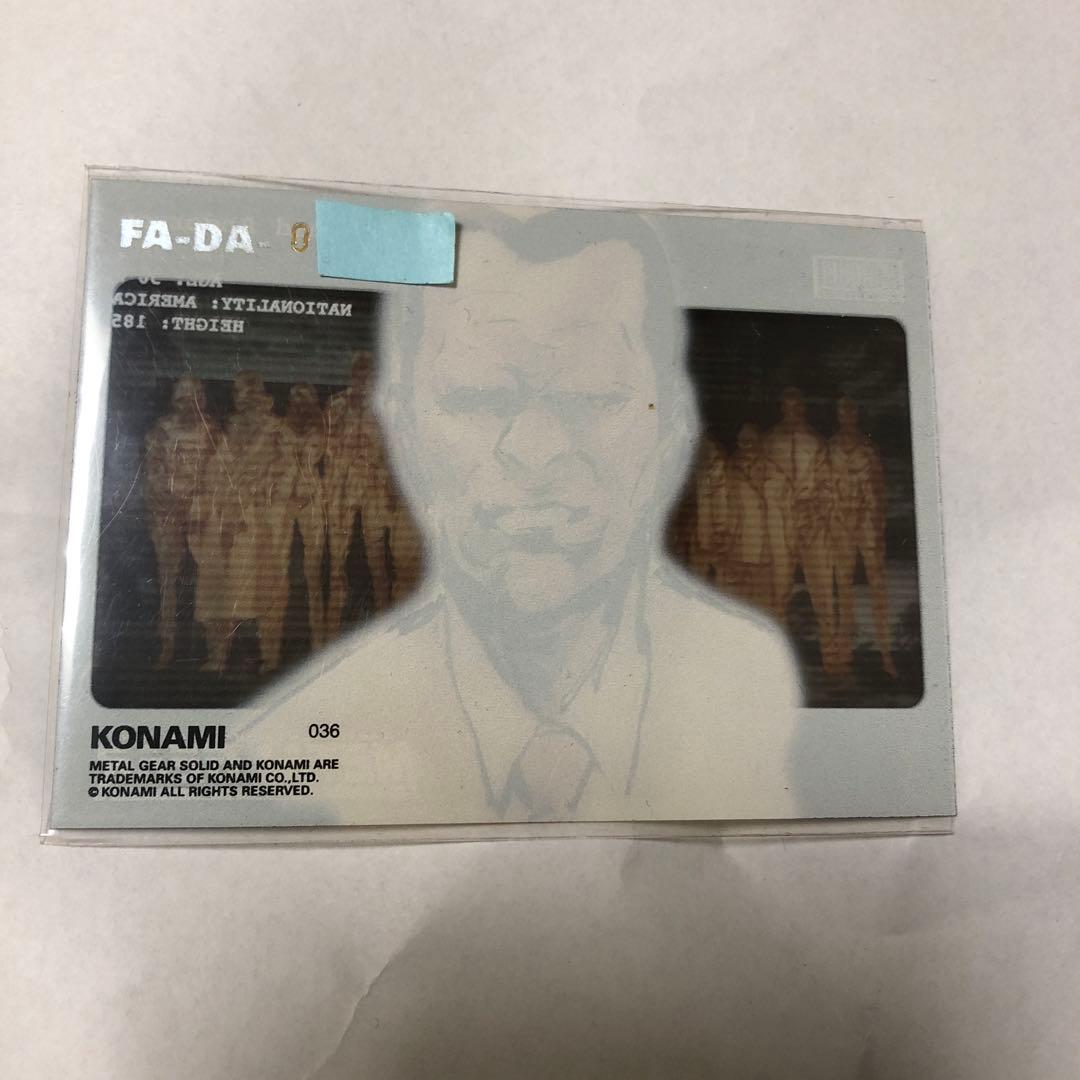 FA-DA- 0
NATIONALITY: AMERICA
HEIGHT: 185
KONAMI 036
METAL GEAR SOLID AND KONAMI ARE
TRADEMARKS OF KONAMI CO.,LTD.
© KONAMI ALL RIGHTS RESERVED.